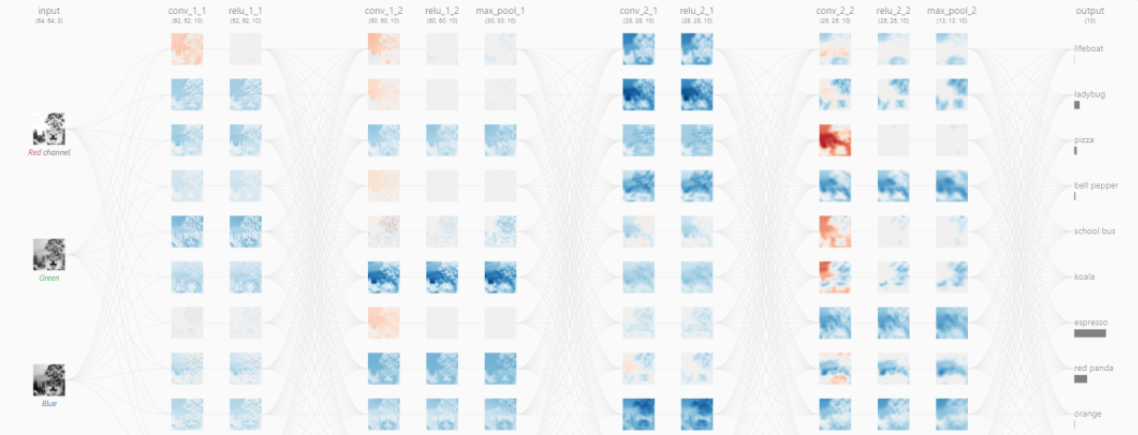 input conv_1_1 relu_1_1 conv_1_2 relu_1_2 max_pool_1 conv_2_1 relu_2_1 conv_2_2 relu_2_2 max_pool_2 output
(64, 64, 3) (62, 62, 10) (62, 62, 10) (60, 60, 10) (60, 60, 10) (30, 30, 10) (28, 28, 10) (28, 28, 10) (26, 26, 10) (26, 26, 10) (13, 13, 10) (10)
lifeboat
ladybug
Red channel
pizza
bell pepper
school bus
Green
koala
espresso
red panda
Blue
orange